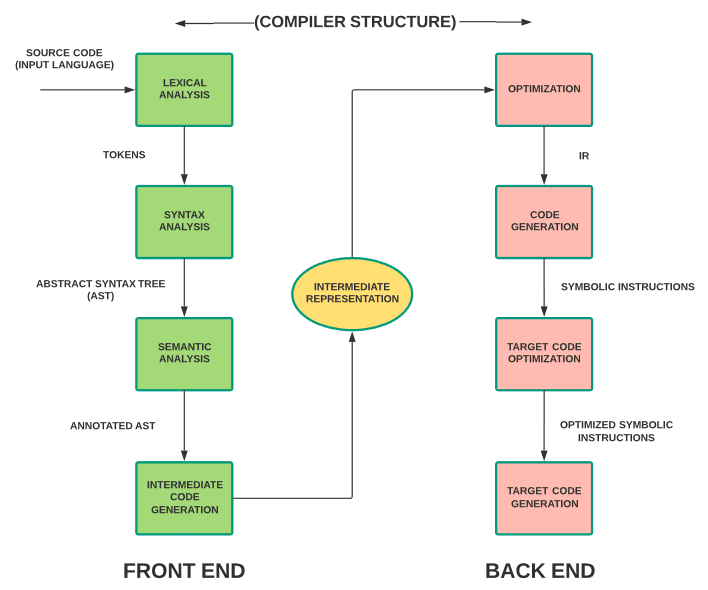 (COMPILER STRUCTURE)
SOURCE CODE
(INPUT LANGUAGE)
LEXICAL
ANALYSIS
TOKENS
SYNTAX
ANALYSIS
ABSTRACT SYNTAX TREE
(AST)
SEMANTIC
ANALYSIS
ANNOTATED AST
INTERMEDIATE
CODE
GENERATION
INTERMEDIATE
REPRESENTATION
OPTIMIZATION
IR
CODE
GENERATION
SYMBOLIC INSTRUCTIONS
TARGET CODE
OPTIMIZATION
OPTIMIZED SYMBOLIC
INSTRUCTIONS
TARGET CODE
GENERATION
FRONT END
BACK END